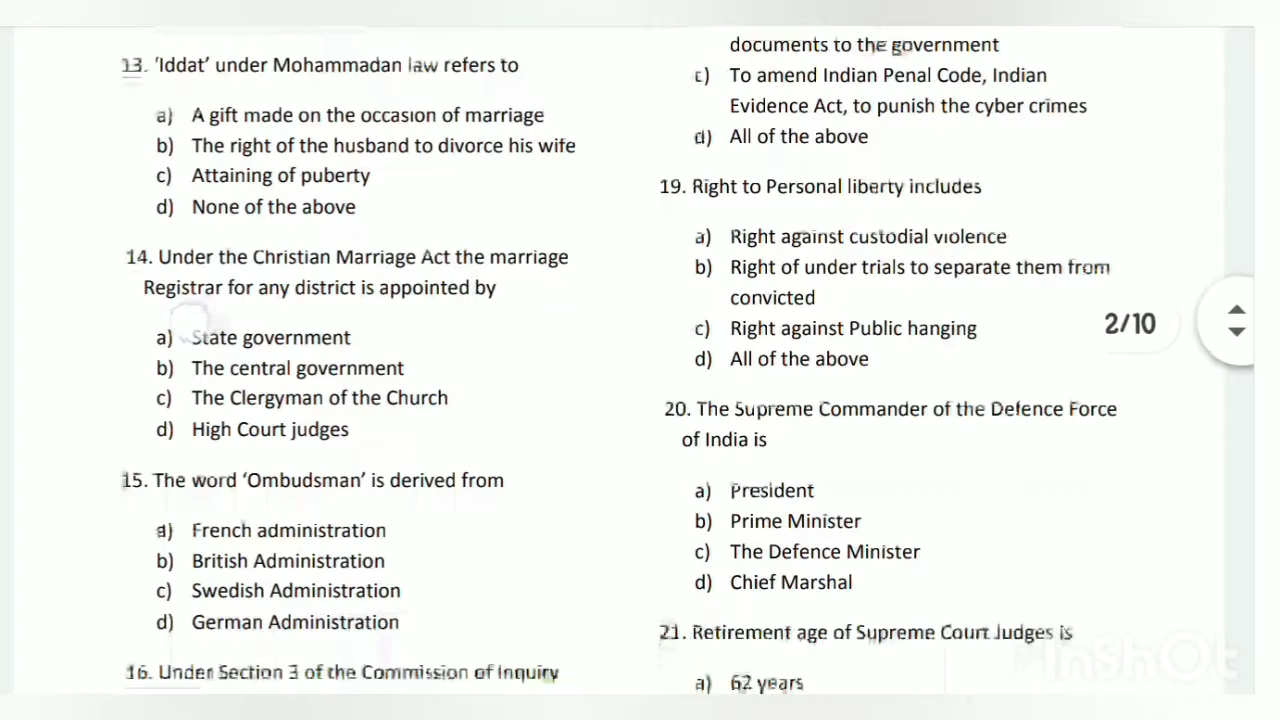 13. ‘Iddat’ under Mohammadan law refers to
a) A gift made on the occasion of marriage
b) The right of the husband to divorce his wife
c) Attaining of puberty
d) None of the above
14. Under the Christian Marriage Act the marriage
Registrar for any district is appointed by
a) State government
b) The central government
c) The Clergyman of the Church
d) High Court judges
15. The word ‘Ombudsman’ is derived from
a) French administration
b) British Administration
c) Swedish Administration
d) German Administration
16. Under Section 3 of the Commission of Inquiry
documents to the government
c) To amend Indian Penal Code, Indian
Evidence Act, to punish the cyber crimes
d) All of the above
19. Right to Personal liberty includes
a) Right against custodial violence
b) Right of under trials to separate them from
convicted
c) Right against Public hanging
d) All of the above
20. The Supreme Commander of the Defence Force
of India is
a) President
b) Prime Minister
c) The Defence Minister
d) Chief Marshal
21. Retirement age of Supreme Court Judges is
a) 62 years
2/10
InShOt